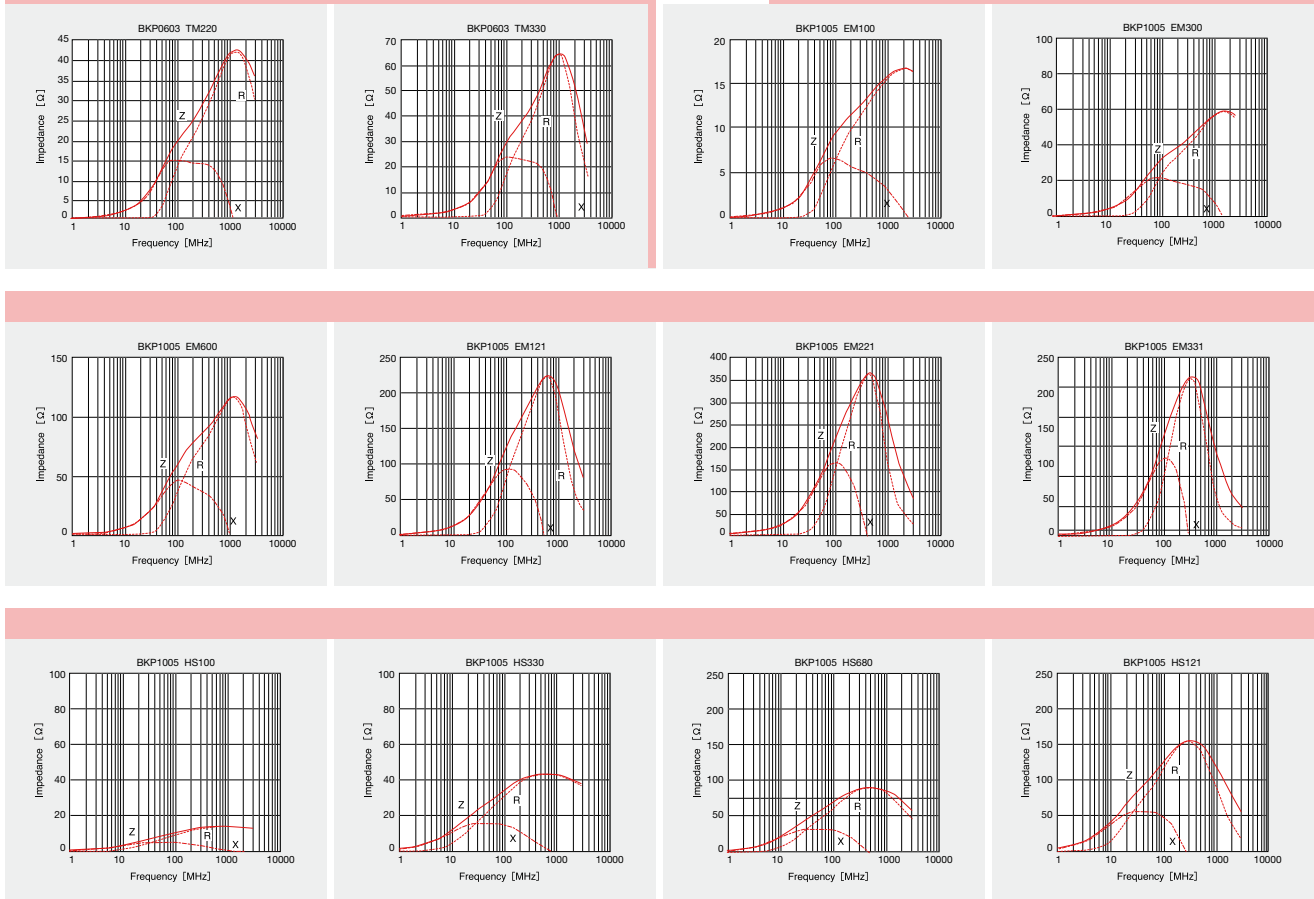 BKP0603 TM220
45
40
35
30
25
20
15
10
5
0
Impedance [Ω]
Z
R
X
1 10 100 1000 10000
Frequency [MHz]
BKP0603 TM330
70
60
50
40
30
20
10
0
Impedance [Ω]
Z
R
X
1 10 100 1000 10000
Frequency [MHz]
BKP1005 EM100
20
15
10
5
0
Impedance [Ω]
Z
R
X
1 10 100 1000 10000
Frequency [MHz]
BKP1005 EM300
100
80
60
40
20
0
Impedance [Ω]
Z
R
X
1 10 100 1000 10000
Frequency [MHz]
BKP1005 EM600
150
100
50
0
Impedance [Ω]
Z
R
X
1 10 100 1000 10000
Frequency [MHz]
BKP1005 EM121
250
200
150
100
50
0
Impedance [Ω]
Z
R
X
1 10 100 1000 10000
Frequency [MHz]
BKP1005 EM221
400
350
300
250
200
150
100
50
0
Impedance [Ω]
Z
R
X
1 10 100 1000 10000
Frequency [MHz]
BKP1005 EM331
250
200
150
100
50
0
Impedance [Ω]
Z
R
X
1 10 100 1000 10000
Frequency [MHz]
BKP1005 HS100
100
80
60
40
20
0
Impedance [Ω]
Z
R
X
1 10 100 1000 10000
Frequency [MHz]
BKP1005 HS330
100
80
60
40
20
0
Impedance [Ω]
Z
R
X
1 10 100 1000 10000
Frequency [MHz]
BKP1005 HS680
250
200
150
100
50
0
Impedance [Ω]
Z
R
X
1 10 100 1000 10000
Frequency [MHz]
BKP1005 HS121
250
200
150
100
50
0
Impedance [Ω]
Z
R
X
1 10 100 1000 10000
Frequency [MHz]